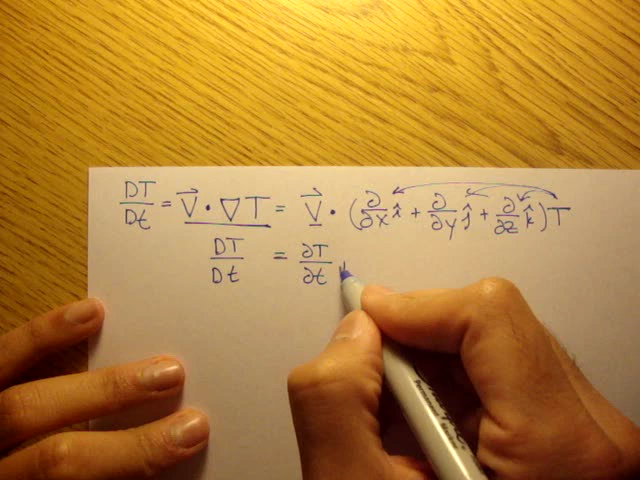 DT/Dt = V⃗ · ∇T = V⃗ · (∂/∂x î + ∂/∂y ĵ + ∂/∂z k̂)T
DT/Dt = ∂T/∂t